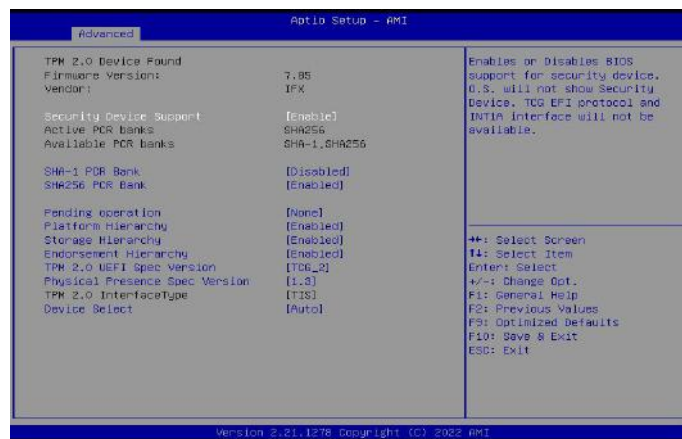 Aptio Setup - AMI
Advanced
TPM 2.0 Device Found
Firmware Version: 7.85
Vendor: IFX
Security Device Support [Enable]
Active PCR banks SHA256
Available PCR banks SHA-1,SHA256
SHA-1 PCR Bank [Disabled]
SHA256 PCR Bank [Enabled]
Pending operation [None]
Platform Hierarchy [Enabled]
Storage Hierarchy [Enabled]
Endorsement Hierarchy [Enabled]
TPM 2.0 UEFI Spec Version [TCG_2]
Physical Presence Spec Version [1.3]
TPM 2.0 InterfaceType [TIS]
Device Select [Auto]
Enables or Disables BIOS
support for security device.
O.S. will not show Security
Device. TCG EFI protocol and
INT1A interface will not be
available.
→←: Select Screen
↑↓: Select Item
Enter: Select
+/-: Change Opt.
F1: General Help
F2: Previous Values
F9: Optimized Defaults
F10: Save & Exit
ESC: Exit
Version 2.21.1278 Copyright (C) 2022 AMI